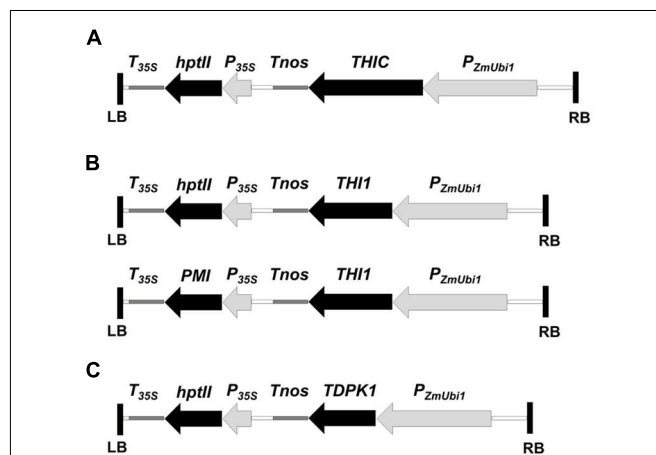 A
T35S hptII P35S Tnos THIC PZmUbi1
LB RB
B
T35S hptII P35S Tnos THI1 PZmUbi1
LB RB
T35S PMI P35S Tnos THI1 PZmUbi1
LB RB
C
T35S hptII P35S Tnos TDPK1 PZmUbi1
LB RB